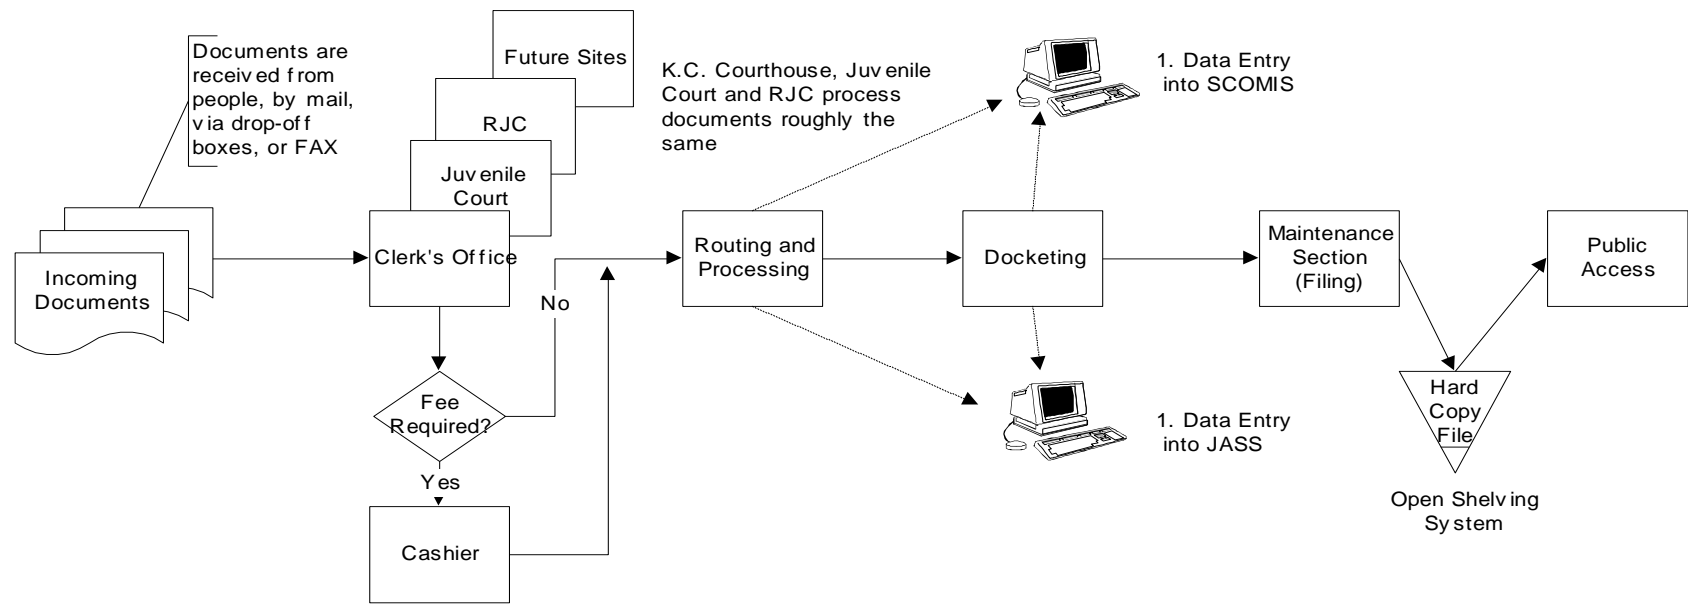 Documents are
received from
people, by mail,
via drop-off
boxes, or FAX
Incoming
Documents
Future Sites
RJC
Juvenile
Court
Clerk's Office
Fee
Required?
No
Yes
Cashier
K.C. Courthouse, Juvenile
Court and RJC process
documents roughly the
same
Routing and
Processing
1. Data Entry
into SCOMIS
Docketing
1. Data Entry
into JASS
Maintenance
Section
(Filing)
Hard
Copy
File
Open Shelving
System
Public
Access